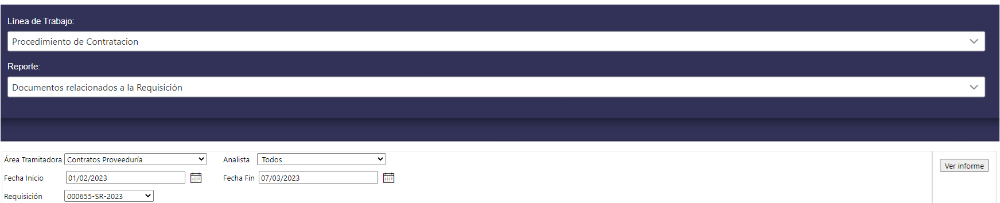 Línea de Trabajo:
Procedimiento de Contratacion
Reporte:
Documentos relacionados a la Requisición
Área Tramitadora Contratos Proveeduría Analista Todos
Ver informe
Fecha Inicio 01/02/2023 Fecha Fin 07/03/2023
Requisición 000655-SR-2023